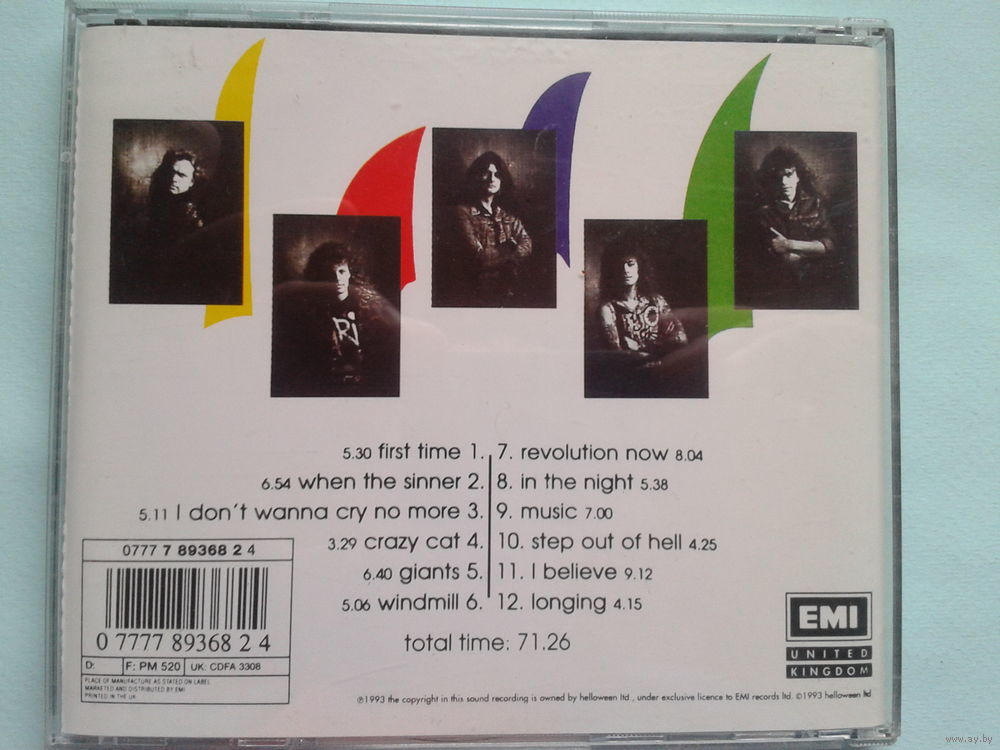 5.30 first time 1.
6.54 when the sinner 2.
5.11 I don't wanna cry no more 3.
3.29 crazy cat 4.
6.40 giants 5.
5.06 windmill 6.
7. revolution now 8.04
8. in the night 5.38
9. music 7.00
10. step out of hell 4.25
11. I believe 9.12
12. longing 4.15
total time: 71.26
0777 7 89368 2 4
0 77777 89368 2 4
D: F: PM 520 UK: CDFA 3308
PLACE OF MANUFACTURE AS STATED ON LABEL
MARKETED AND DISTRIBUTED BY EMI
PRINTED IN THE UK
EMI
UNITED
KINGDOM
℗1993 the copyright in this sound recording is owned by helloween ltd., under exclusive licence to EMI records ltd. ©1993 helloween ltd
www.ay.by